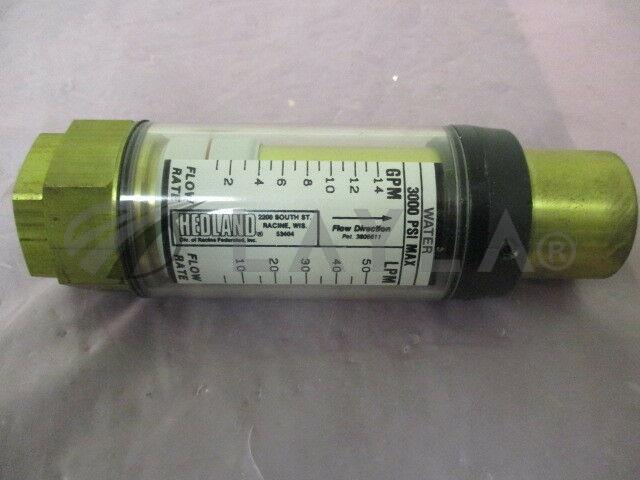 FLOW RATE
2 4 6 8 10 12 14
GPM
HEDLAND®
Div. of Racine Federated, Inc.
2200 SOUTH ST.
RACINE, WIS.
53404
Flow Direction
WATER
3000 PSI MAX
FLOW RATE
10 20 30 40 50
LPM